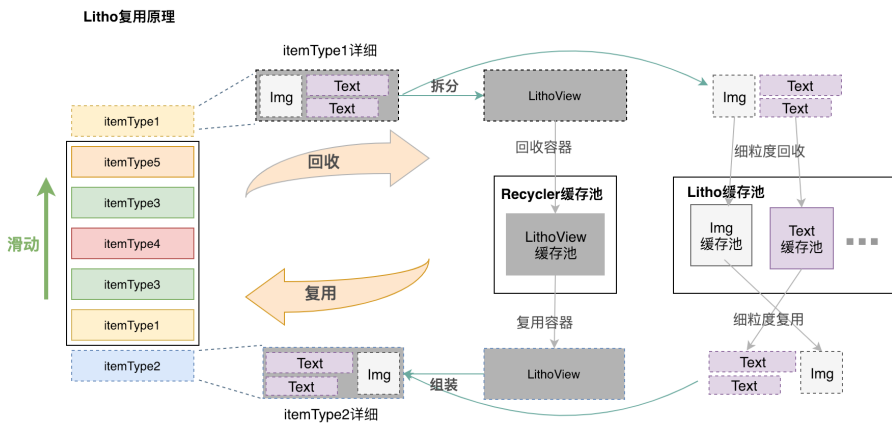 Litho复用原理
itemType1详细
Img
Text
Text
拆分
LithoView
Img
Text
Text
itemType1
itemType5
itemType3
itemType4
itemType3
itemType1
itemType2
滑动
回收
复用
回收容器
Recycler缓存池
LithoView
缓存池
复用容器
细粒度回收
Litho缓存池
Img
缓存池
Text
缓存池
细粒度复用
Text
Text
Img
itemType2详细
组装
LithoView
Text
Text
Img